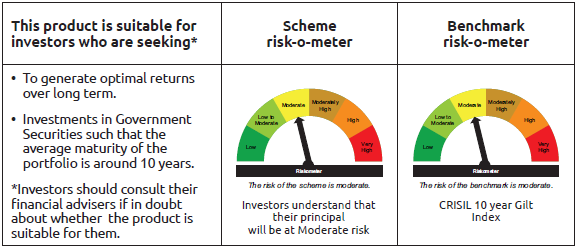 This product is suitable for
investors who are seeking*
• To generate optimal returns
over long term.
• Investments in Government
Securities such that the
average maturity of the
portfolio is around 10 years.
*Investors should consult their
financial advisers if in doubt
about whether the product is
suitable for them.
Scheme
risk-o-meter
Low
Low to
Moderate
Moderate
Moderately
High
High
Very
High
Riskometer
The risk of the scheme is moderate.
Investors understand that
their principal
will be at Moderate risk
Benchmark
risk-o-meter
Low
Low to
Moderate
Moderate
Moderately
High
High
Very
High
Riskometer
The risk of the benchmark is moderate.
CRISIL 10 year Gilt
Index